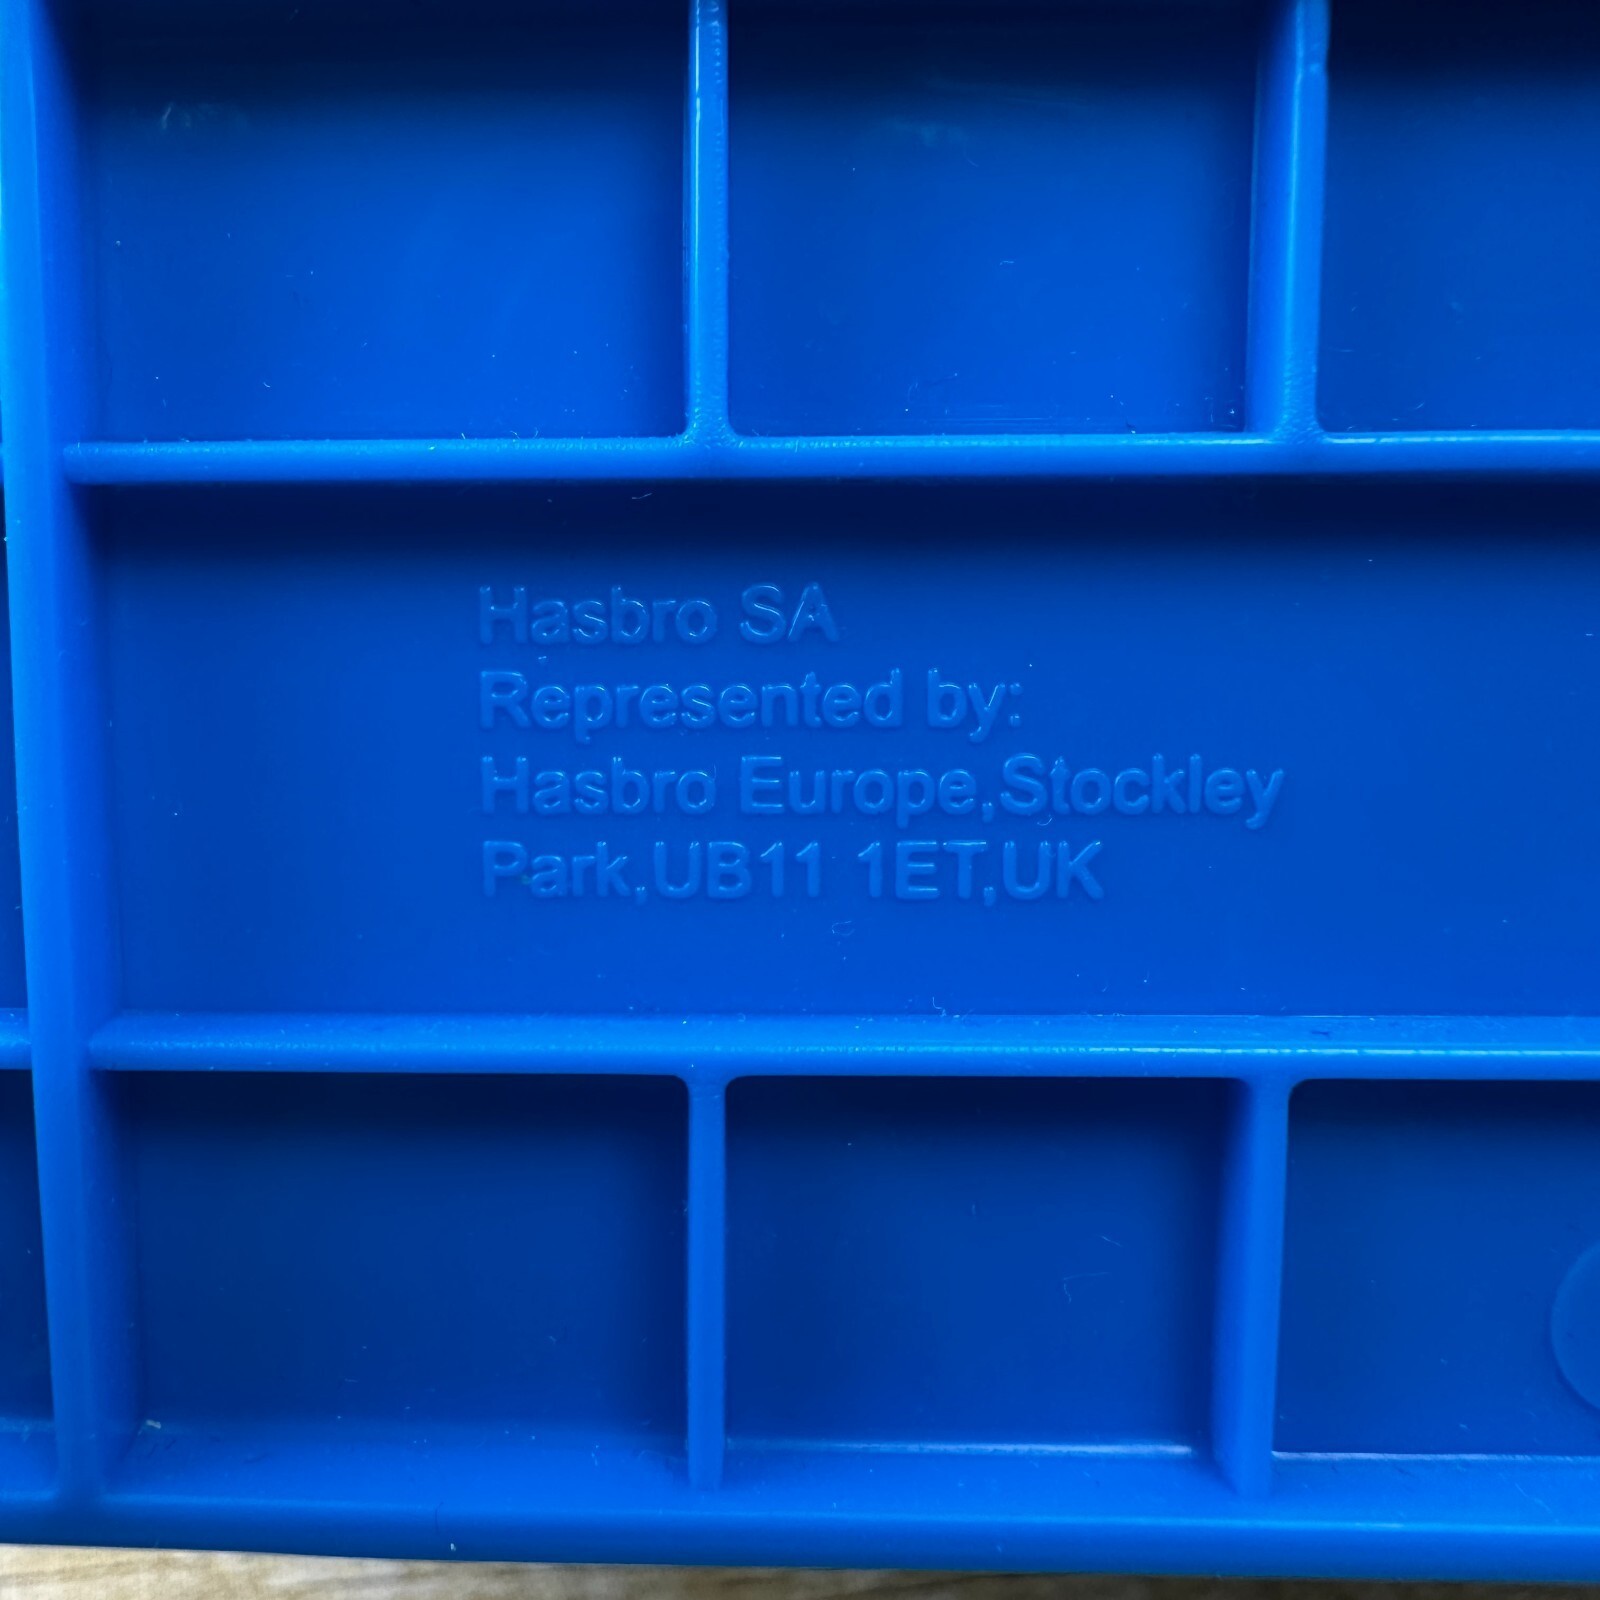 Hasbro SA
Represented by:
Hasbro Europe,Stockley
Park,UB11 1ET,UK